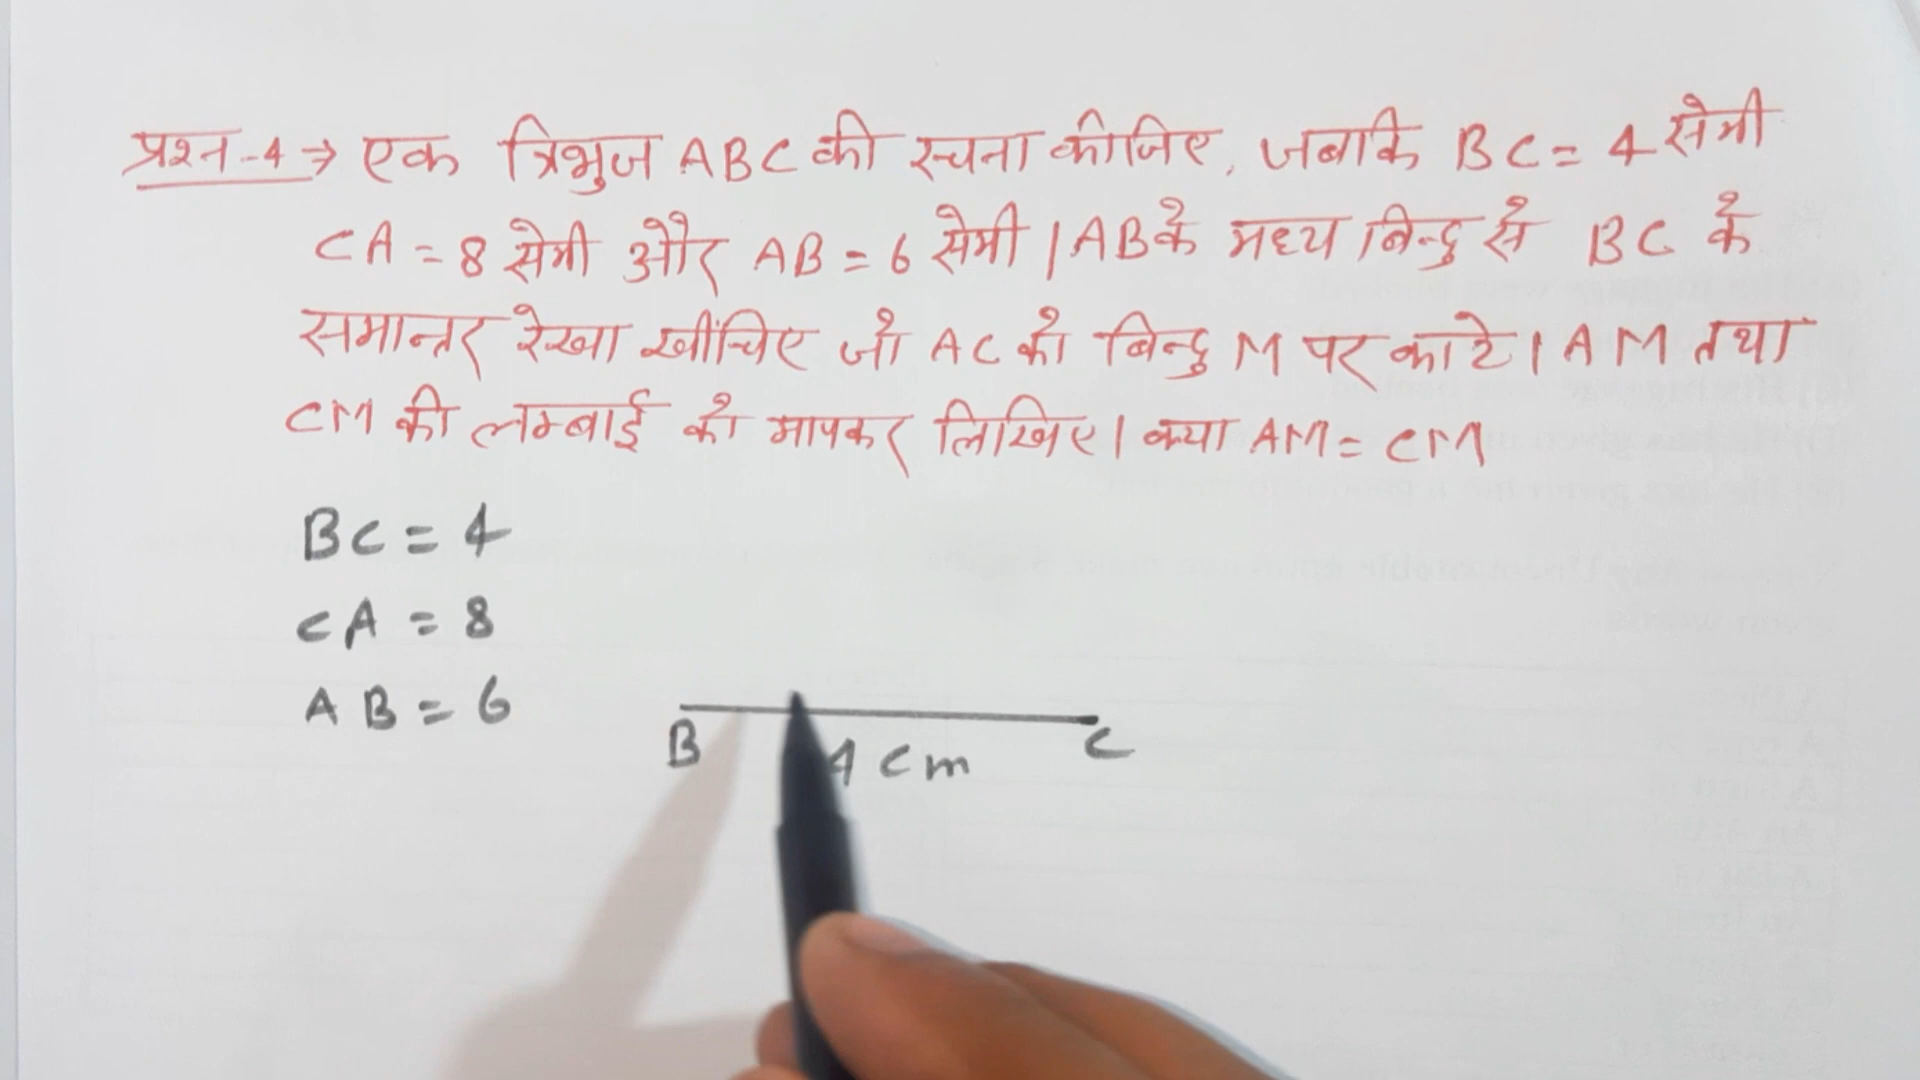 प्रश्न-4→ एक त्रिभुज ABC की रचना कीजिए, जबकि BC = 4 सेमी
CA = 8 सेमी और AB = 6 सेमी | AB के मध्य बिन्दु से BC के
समान्तर रेखा खींचिए जो AC को बिन्दु M पर काटे। AM तथा
CM की लम्बाई को मापकर लिखिए। क्या AM = CM
BC = 4
CA = 8
AB = 6
B 4 cm C